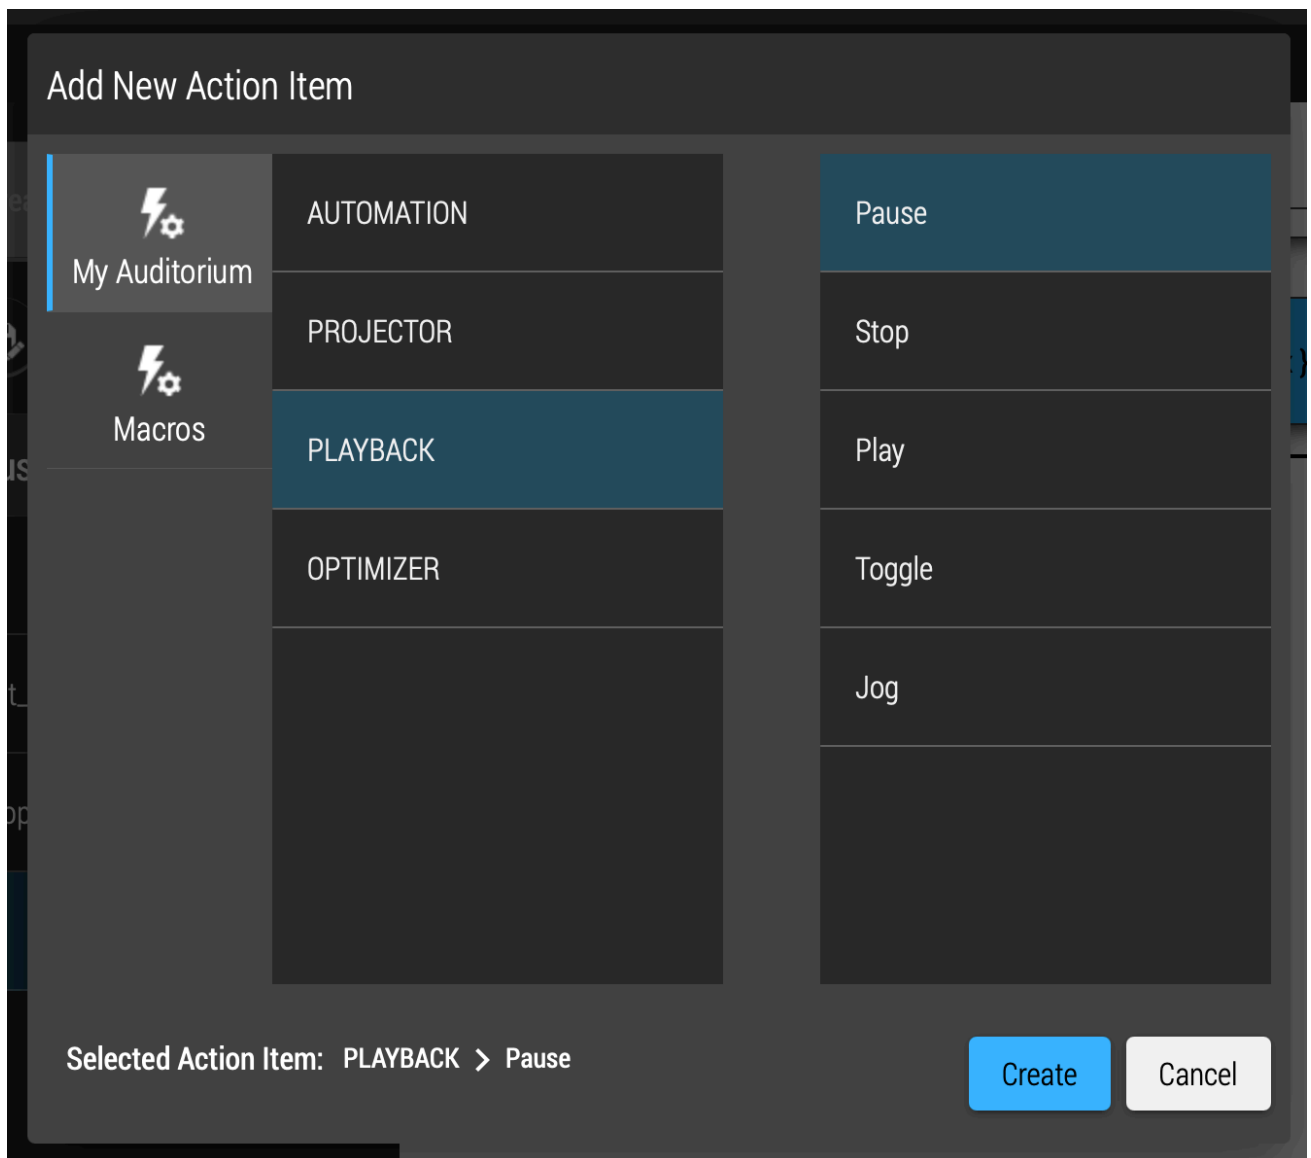 Add New Action Item
My Auditorium
Macros
AUTOMATION
PROJECTOR
PLAYBACK
OPTIMIZER
Pause
Stop
Play
Toggle
Jog
Selected Action Item: PLAYBACK > Pause
Create
Cancel